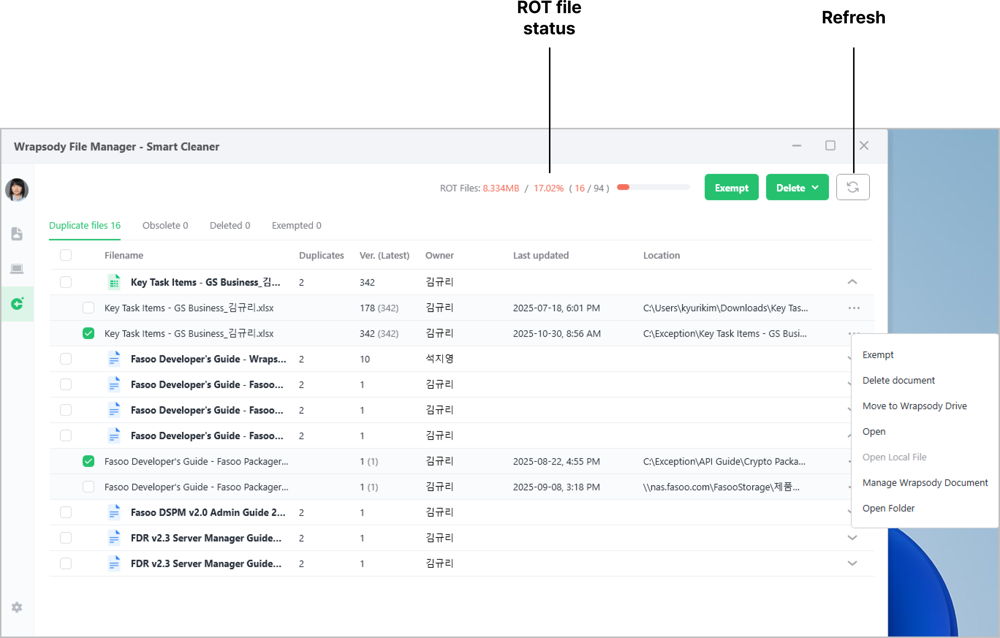 ROT file
status
Refresh
Wrapsody File Manager - Smart Cleaner
ROT Files: 8.334MB / 17.02% ( 16 / 94 )
Exempt
Delete
Duplicate files 16
Obsolete 0
Deleted 0
Exempted 0
Filename Duplicates Ver. (Latest) Owner Last updated Location
Key Task Items - GS Business_김... 2 342 김규리
Key Task Items - GS Business_김규리.xlsx 178 (342) 김규리 2025-07-18, 6:01 PM C:\Users\kyurikim\Downloads\Key Tas...
Key Task Items - GS Business_김규리.xlsx 342 (342) 김규리 2025-10-30, 8:56 AM C:\Exception\Key Task Items - GS Busi...
Fasoo Developer's Guide - Wraps... 2 10 석지영
Fasoo Developer's Guide - Fasoo... 2 1 김규리
Fasoo Developer's Guide - Fasoo... 2 1 김규리
Fasoo Developer's Guide - Fasoo... 2 1 김규리
Fasoo Developer's Guide - Fasoo Packager... 1 (1) 김규리 2025-08-22, 4:55 PM C:\Exception\API Guide\Crypto Packa...
Fasoo Developer's Guide - Fasoo Packager... 1 (1) 김규리 2025-09-08, 3:18 PM \\nas.fasoo.com\FasooStorage\제품...
Fasoo DSPM v2.0 Admin Guide 2... 2 1 김규리
FDR v2.3 Server Manager Guide... 2 1 김규리
FDR v2.3 Server Manager Guide... 2 1 김규리
Exempt
Delete document
Move to Wrapsody Drive
Open
Open Local File
Manage Wrapsody Document
Open Folder